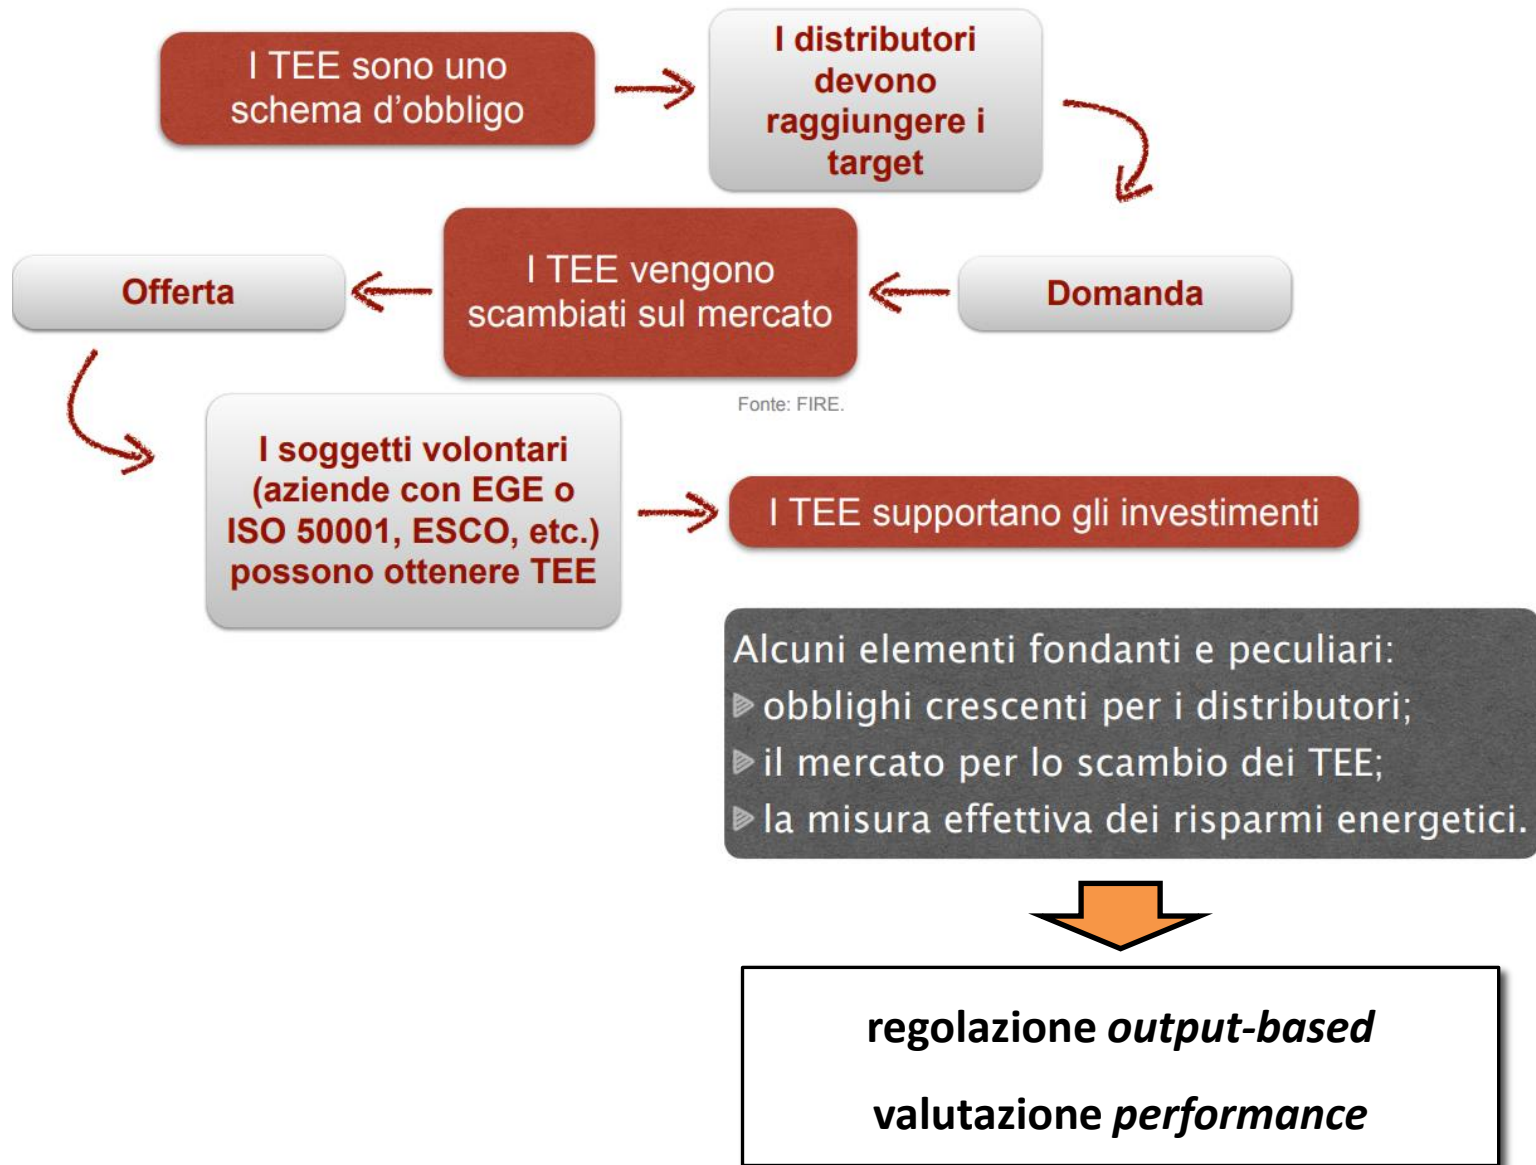 I TEE sono uno
schema d'obbligo
I distributori
devono
raggiungere i
target
Domanda
I TEE vengono
scambiati sul mercato
Offerta
Fonte: FIRE.
I soggetti volontari
(aziende con EGE o
ISO 50001, ESCO, etc.)
possono ottenere TEE
I TEE supportano gli investimenti
Alcuni elementi fondanti e peculiari:
obblighi crescenti per i distributori;
il mercato per lo scambio dei TEE;
la misura effettiva dei risparmi energetici.
regolazione output-based
valutazione performance